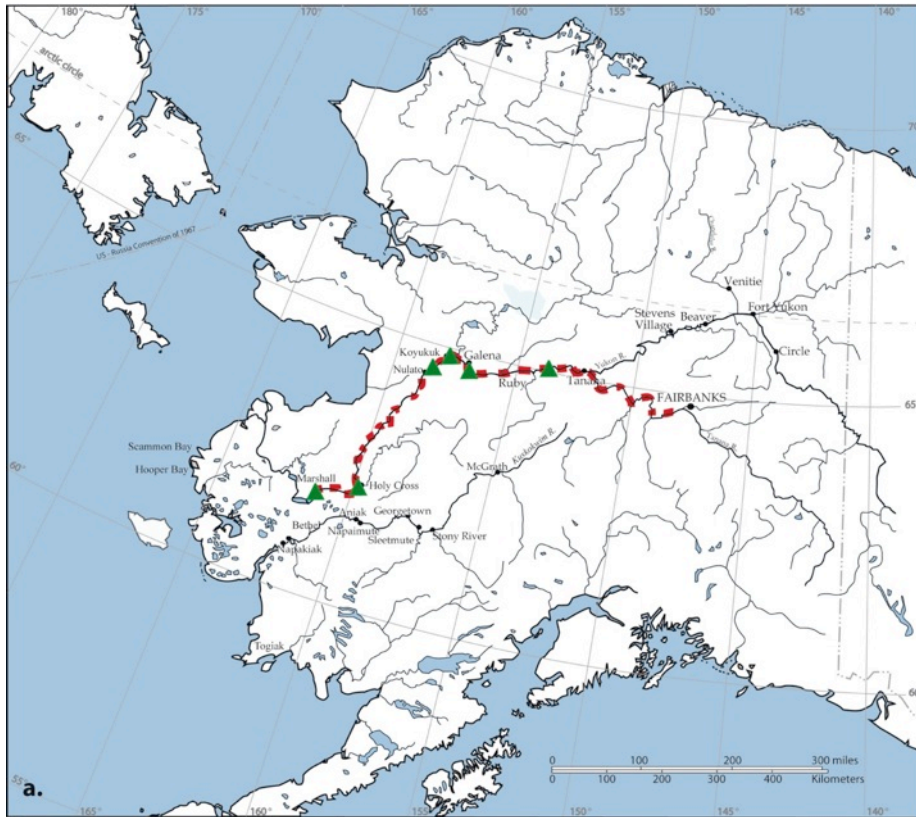 180°
175°
170°
165°
160°
155°
150°
145°
140°
arctic circle
65°
US - Russia Convention of 1967
Venitie
Fort Yukon
Stevens
Village
Beaver
Circle
Koyukuk
Galena
Nulato
Ruby
Tanana
Yukon R.
FAIRBANKS
65°
Tanana R.
60°
Scammon Bay
Hooper Bay
Marshall
Holy Cross
McGrath
Kuskokwim R.
Aniak
Georgetown
Bethel
Napaimute
Napakiak
Sleetmute
Stony River
Togiak
55°
a.
0 100 200 300 miles
0 100 200 300 400 Kilometers
165°
160°
155°
150°
145°
140°